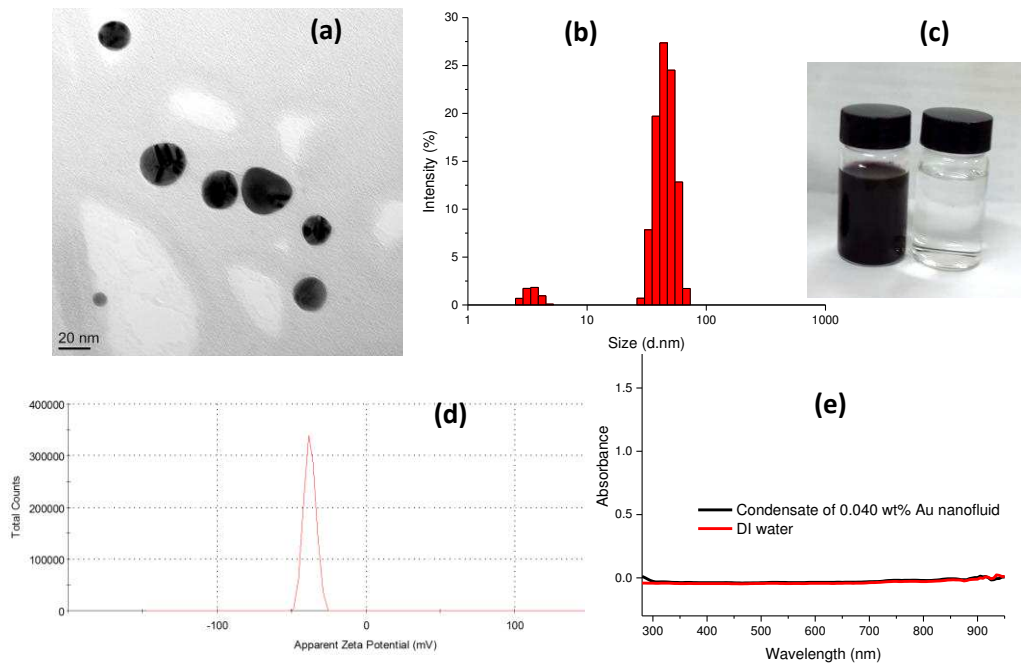 (a)
20 nm
(b)
30
25
20
15
10
5
0
Intensity (%)
1
10
100
1000
Size (d.nm)
(c)
(d)
400000
300000
200000
100000
0
Total Counts
-100
0
100
Apparent Zeta Potential (mV)
(e)
1.5
1.0
0.5
0.0
Absorbance
Condensate of 0.040 wt% Au nanofluid
DI water
300
400
500
600
700
800
900
Wavelength (nm)